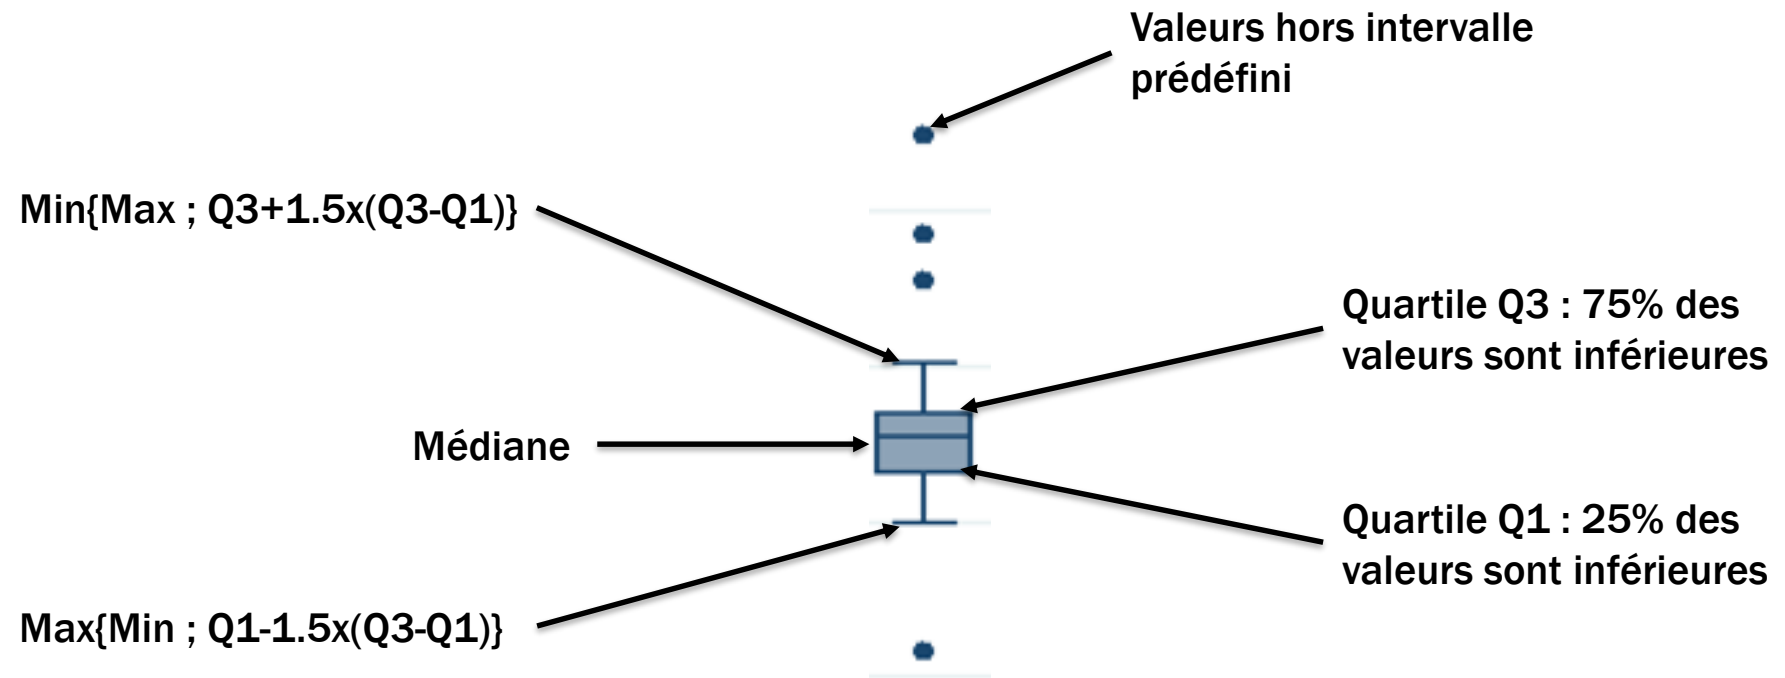 Valeurs hors intervalle
prédéfini
Min{Max ; Q3+1.5x(Q3-Q1)}
Quartile Q3 : 75% des
valeurs sont inférieures
Médiane
Quartile Q1 : 25% des
valeurs sont inférieures
Max{Min ; Q1-1.5x(Q3-Q1)}